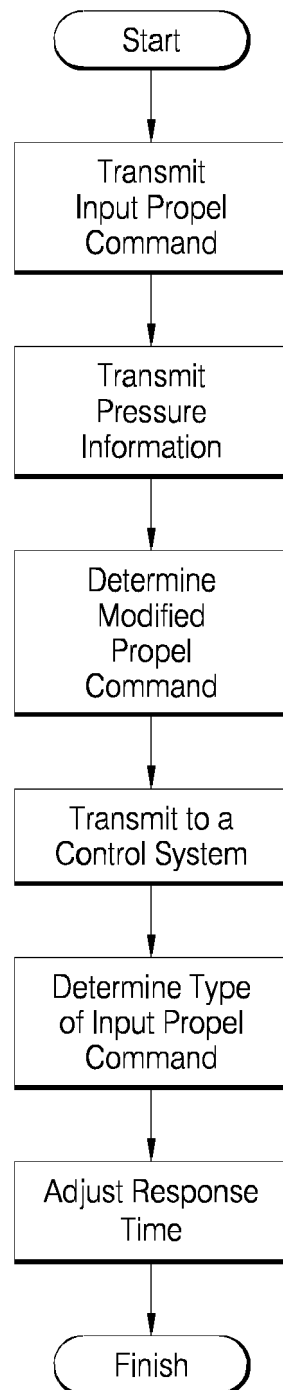 Start
Transmit
Input Propel
Command
Transmit
Pressure
Information
Determine
Modified
Propel
Command
Transmit to a
Control System
Determine Type
of Input Propel
Command
Adjust Response
Time
Finish